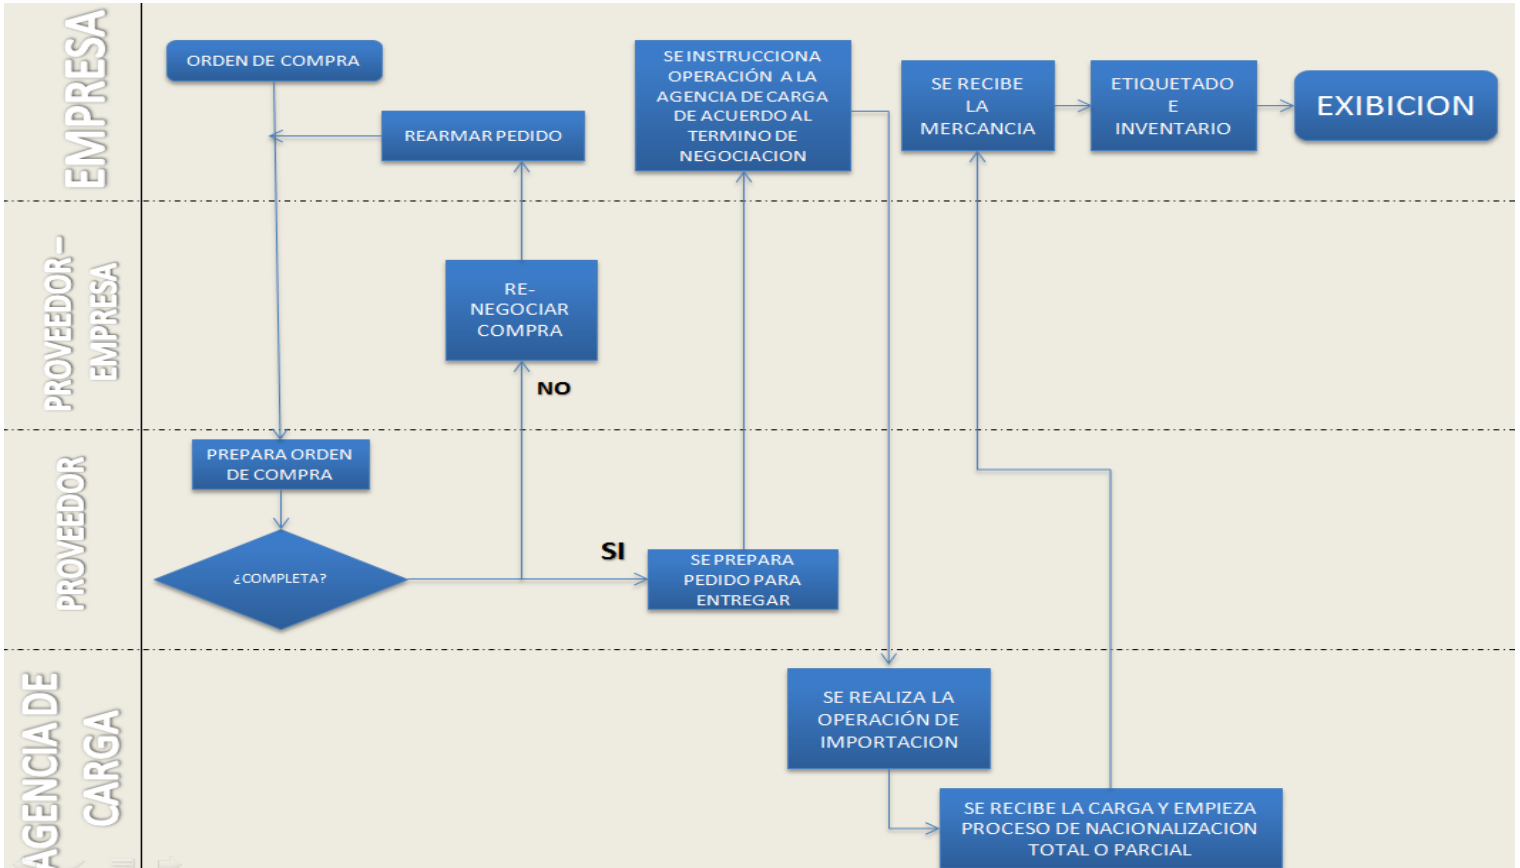 EMPRESA
ORDEN DE COMPRA
REARMAR PEDIDO
SE INSTRUCCIONA
OPERACIÓN A LA
AGENCIA DE CARGA
DE ACUERDO AL
TERMINO DE
NEGOCIACION
SE RECIBE
LA
MERCANCIA
ETIQUETADO
E
INVENTARIO
EXIBICION
PROVEEDOR–
EMPRESA
RE-
NEGOCIAR
COMPRA
NO
PROVEEDOR
PREPARA ORDEN
DE COMPRA
¿COMPLETA?
SI
SE PREPARA
PEDIDO PARA
ENTREGAR
AGENCIA DE
CARGA
SE REALIZA LA
OPERACIÓN DE
IMPORTACION
SE RECIBE LA CARGA Y EMPIEZA
PROCESO DE NACIONALIZACION
TOTAL O PARCIAL